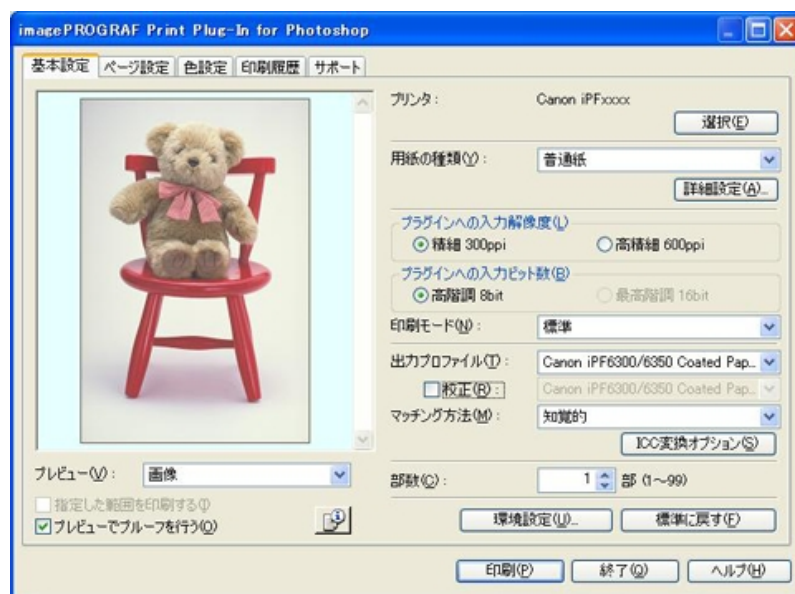 imagePROGRAF Print Plug-In for Photoshop
基本設定 ページ設定 色設定 印刷履歴 サポート
プリンタ： Canon iPFxxxx
選択(E)
用紙の種類(Y)： 普通紙
詳細設定(A)...
プラグインへの入力解像度(L)
精細 300ppi 高精細 600ppi
プラグインへの入力ビット数(B)
高階調 8bit 最高階調 16bit
印刷モード(N)： 標準
出力プロファイル(T)： Canon iPF6300/6350 Coated Pap...
校正(R)： Canon iPF6300/6350 Coated Pap...
マッチング方法(M)： 知覚的
ICC変換オプション(S)
プレビュー(V)： 画像
部数(C)： 1 部 (1～99)
指定した範囲を印刷する(I)
プレビューでプルーフを行う(O)
環境設定(U)... 標準に戻す(F)
印刷(P) 終了(Q) ヘルプ(H)